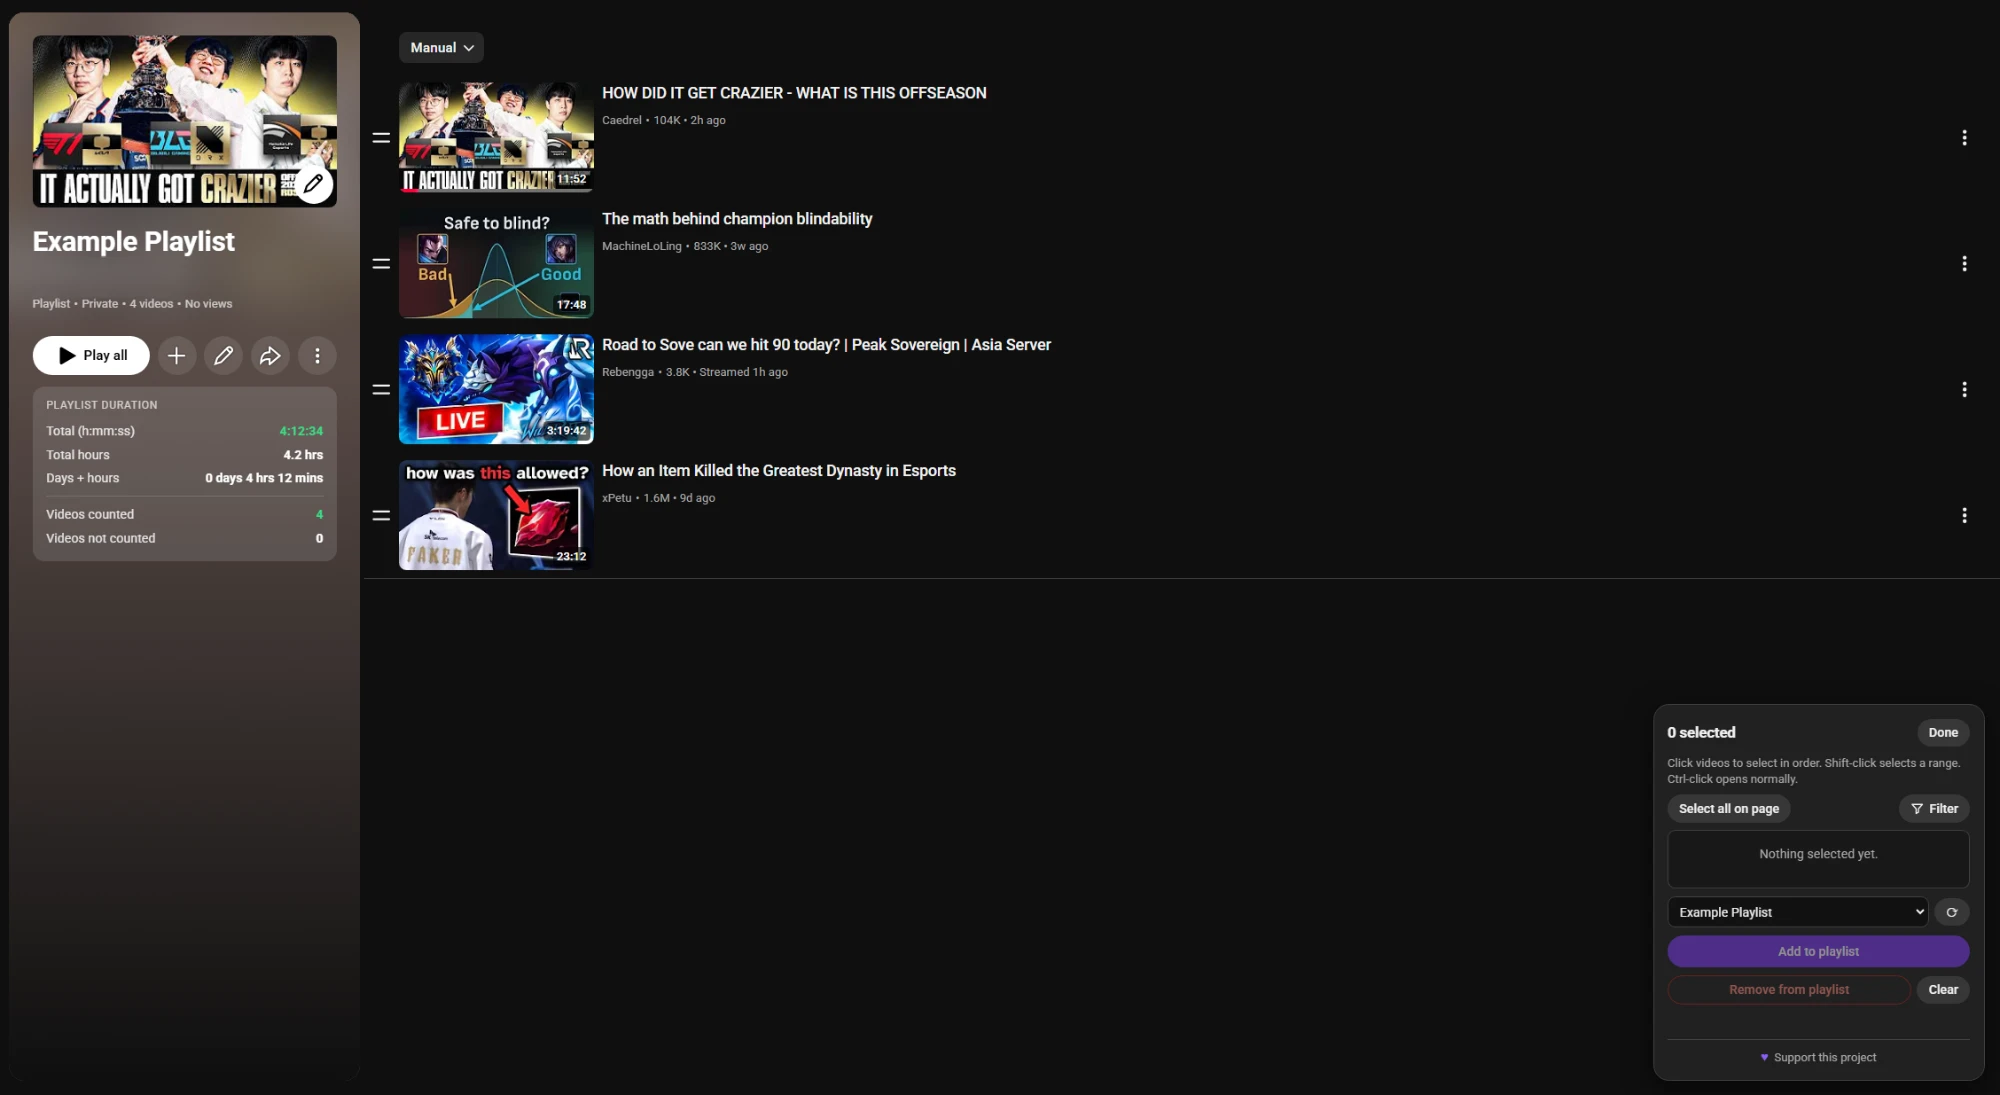 IT ACTUALLY GOT CRAZIER
Example Playlist
Playlist • Private • 4 videos • No views
Play all
PLAYLIST DURATION
Total (h:mm:ss) 4:12:34
Total hours 4.2 hrs
Days + hours 0 days 4 hrs 12 mins
Videos counted 4
Videos not counted 0
Manual
IT ACTUALLY GOT CRAZIER
11:52
HOW DID IT GET CRAZIER - WHAT IS THIS OFFSEASON
Caedrel • 104K • 2h ago
Safe to blind?
Bad
Good
17:48
The math behind champion blindability
MachineLoLing • 833K • 3w ago
LIVE
3:19:42
Road to Sove can we hit 90 today? | Peak Sovereign | Asia Server
Rebengga • 3.8K • Streamed 1h ago
how was this allowed?
FAKER
23:12
How an Item Killed the Greatest Dynasty in Esports
xPetu • 1.6M • 9d ago
0 selected
Done
Click videos to select in order. Shift-click selects a range.
Ctrl-click opens normally.
Select all on page
Filter
Nothing selected yet.
Example Playlist
Add to playlist
Remove from playlist
Clear
♥ Support this project